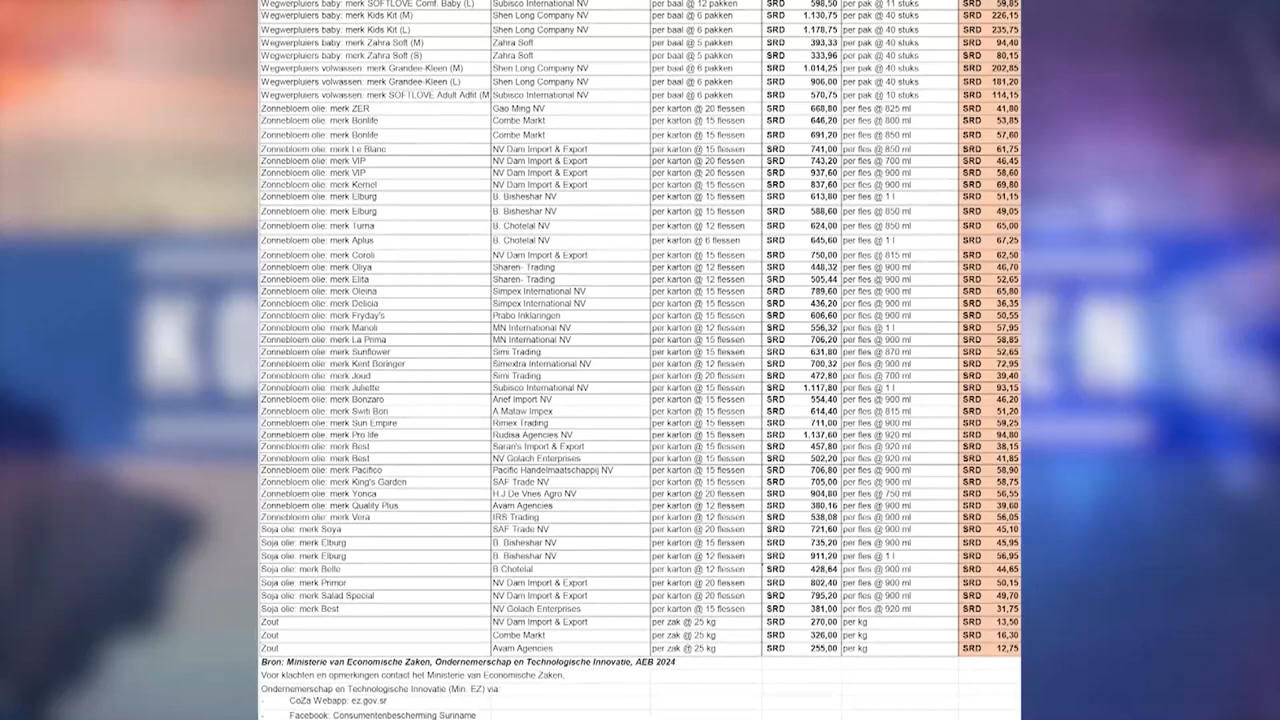 Wegwerpluiers baby: merk SOFTLOVE Comf. Baby (L) Subisco International NV per baal @ 12 pakken SRD 598,50 per pak @ 11 stuks SRD 59,85
Wegwerpluiers baby: merk Kids Kit (M) Shen Long Company NV per baal @ 6 pakken SRD 1.130,75 per pak @ 40 stuks SRD 226,15
Wegwerpluiers baby: merk Kids Kit (L) Shen Long Company NV per baal @ 6 pakken SRD 1.178,75 per pak @ 40 stuks SRD 235,75
Wegwerpluiers baby: merk Zahra Soft (M) Zahra Soft per baal @ 5 pakken SRD 393,33 per pak @ 40 stuks SRD 94,40
Wegwerpluiers baby: merk Zahra Soft (S) Zahra Soft per baal @ 5 pakken SRD 333,96 per pak @ 40 stuks SRD 80,15
Wegwerpluiers volwassen: merk Grandee-Kleen (M) Shen Long Company NV per baal @ 6 pakken SRD 1.014,25 per pak @ 40 stuks SRD 202,85
Wegwerpluiers volwassen: merk Grandee-Kleen (L) Shen Long Company NV per baal @ 6 pakken SRD 906,00 per pak @ 40 stuks SRD 181,20
Wegwerpluiers volwassen: merk SOFTLOVE Adult Adfit (M Subisco International NV per baal @ 6 pakken SRD 570,75 per pak @ 10 stuks SRD 114,15
Zonnebloem olie: merk ZER Gao Ming NV per karton @ 20 flessen SRD 668,80 per fles @ 825 ml SRD 41,80
Zonnebloem olie: merk Bonlife Combe Markt per karton @ 15 flessen SRD 646,20 per fles @ 800 ml SRD 53,85
Zonnebloem olie: merk Bonlife Combe Markt per karton @ 15 flessen SRD 691,20 per fles @ 850 ml SRD 57,60
Zonnebloem olie: merk Le Blanc NV Dam Import & Export per karton @ 15 flessen SRD 741,00 per fles @ 850 ml SRD 61,75
Zonnebloem olie: merk VIP NV Dam Import & Export per karton @ 20 flessen SRD 743,20 per fles @ 700 ml SRD 46,45
Zonnebloem olie: merk VIP NV Dam Import & Export per karton @ 20 flessen SRD 937,60 per fles @ 900 ml SRD 58,60
Zonnebloem olie: merk Kernel NV Dam Import & Export per karton @ 15 flessen SRD 837,60 per fles @ 900 ml SRD 69,80
Zonnebloem olie: merk Elburg B. Bisheshar NV per karton @ 15 flessen SRD 613,80 per fles @ 1 l SRD 51,15
Zonnebloem olie: merk Elburg B. Bisheshar NV per karton @ 15 flessen SRD 588,60 per fles @ 850 ml SRD 49,05
Zonnebloem olie: merk Turna B. Chotelal NV per karton @ 12 flessen SRD 624,00 per fles @ 850 ml SRD 65,00
Zonnebloem olie: merk Aplus B. Chotelal NV per karton @ 6 flessen SRD 645,60 per fles @ 1 l SRD 67,25
Zonnebloem olie: merk Coroli NV Dam Import & Export per karton @ 15 flessen SRD 750,00 per fles @ 815 ml SRD 62,50
Zonnebloem olie: merk Oliya Sharen- Trading per karton @ 12 flessen SRD 448,32 per fles @ 900 ml SRD 46,70
Zonnebloem olie: merk Elita Sharen- Trading per karton @ 12 flessen SRD 505,44 per fles @ 900 ml SRD 52,65
Zonnebloem olie: merk Oleina Simpex International NV per karton @ 15 flessen SRD 789,60 per fles @ 900 ml SRD 65,80
Zonnebloem olie: merk Delicia Simpex International NV per karton @ 15 flessen SRD 436,20 per fles @ 900 ml SRD 36,35
Zonnebloem olie: merk Fryday's Prabo Inklaringen per karton @ 15 flessen SRD 606,60 per fles @ 900 ml SRD 50,55
Zonnebloem olie: merk Manoli MN International NV per karton @ 12 flessen SRD 556,32 per fles @ 1 l SRD 57,95
Zonnebloem olie: merk La Prima MN International NV per karton @ 15 flessen SRD 706,20 per fles @ 900 ml SRD 58,85
Zonnebloem olie: merk Sunflower Simi Trading per karton @ 15 flessen SRD 631,80 per fles @ 870 ml SRD 52,65
Zonnebloem olie: merk Kent Boringer Simextra International NV per karton @ 12 flessen SRD 700,32 per fles @ 900 ml SRD 72,95
Zonnebloem olie: merk Joud Simi Trading per karton @ 15 flessen SRD 472,80 per fles @ 700 ml SRD 39,40
Zonnebloem olie: merk Juliette Subisco International NV per karton @ 15 flessen SRD 1.117,80 per fles @ 1 l SRD 93,15
Zonnebloem olie: merk Bonzaro Arief Import NV per karton @ 15 flessen SRD 554,40 per fles @ 900 ml SRD 46,20
Zonnebloem olie: merk Switi Bori A.Mataw Impex per karton @ 15 flessen SRD 614,40 per fles @ 815 ml SRD 51,20
Zonnebloem olie: merk Sun Empire Rimex Trading per karton @ 15 flessen SRD 711,00 per fles @ 900 ml SRD 59,25
Zonnebloem olie: merk Pro life Rudisa Agencies NV per karton @ 15 flessen SRD 1.137,60 per fles @ 920 ml SRD 94,80
Zonnebloem olie: merk Best Saran's Import & Export per karton @ 15 flessen SRD 457,80 per fles @ 920 ml SRD 38,15
Zonnebloem olie: merk Best NV Golach Enterprises per karton @ 15 flessen SRD 502,20 per fles @ 920 ml SRD 41,85
Zonnebloem olie: merk Pacifico Pacific Handelmaatschappij NV per karton @ 15 flessen SRD 706,80 per fles @ 900 ml SRD 58,90
Zonnebloem olie: merk King's Garden SAF Trade NV per karton @ 15 flessen SRD 705,00 per fles @ 900 ml SRD 58,75
Zonnebloem olie: merk Yonca H.J.De Vries Agro NV per karton @ 20 flessen SRD 904,80 per fles @ 750 ml SRD 56,55
Zonnebloem olie: merk Quality Plus Avam Agencies per karton @ 12 flessen SRD 380,16 per fles @ 900 ml SRD 39,60
Zonnebloem olie: merk Vera IRS Trading per karton @ 12 flessen SRD 538,08 per fles @ 900 ml SRD 56,05
Soja olie: merk Soya SAF Trade NV per karton @ 20 flessen SRD 721,60 per fles @ 900 ml SRD 45,10
Soja olie: merk Elburg B. Bisheshar NV per karton @ 15 flessen SRD 735,20 per fles @ 900 ml SRD 45,95
Soja olie: merk Elburg B. Bisheshar NV per karton @ 12 flessen SRD 911,20 per fles @ 1 l SRD 56,95
Soja olie: merk Belle B Chotelal per karton @ 12 flessen SRD 428,64 per fles @ 900 ml SRD 44,65
Soja olie: merk Primor NV Dam Import & Export per karton @ 20 flessen SRD 802,40 per fles @ 900 ml SRD 50,15
Soja olie: merk Salad Special NV Dam Import & Export per karton @ 20 flessen SRD 795,20 per fles @ 900 ml SRD 49,70
Soja olie: merk Best NV Golach Enterprises per karton @ 15 flessen SRD 381,00 per fles @ 920 ml SRD 31,75
Zout NV Dam Import & Export per zak @ 25 kg SRD 270,00 per kg SRD 13,50
Zout Combe Markt per zak @ 25 kg SRD 326,00 per kg SRD 16,30
Zout Avam Agencies per zak @ 25 kg SRD 255,00 per kg SRD 12,75
Bron: Ministerie van Economische Zaken, Ondernemerschap en Technologische Innovatie, AEB 2024
Voor klachten en opmerkingen contact het Ministerie van Economische Zaken,
Ondernemerschap en Technologische Innovatie (Min. EZ) via:
- CoZa Webapp: ez.gov.sr
- Facebook: Consumentenbescherming Suriname